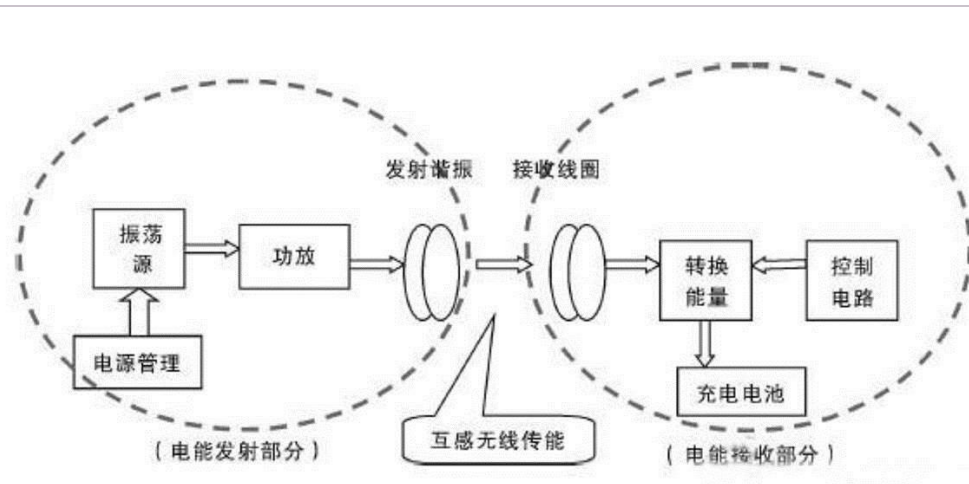 发射谐振
接收线圈
振荡
源
功放
转换
能量
控制
电路
电源管理
充电电池
互感无线传能
(电能发射部分)
(电能接收部分)